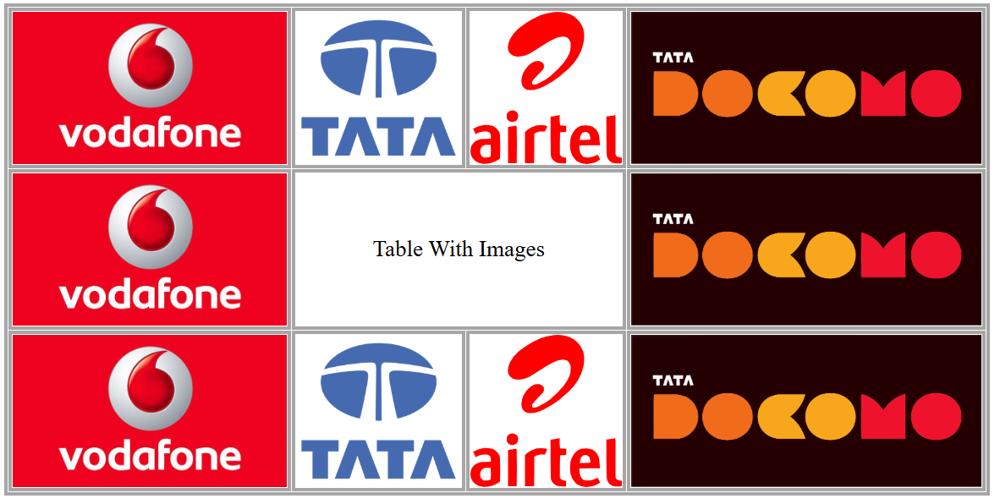 vodafone
TATA
airtel
TATA
DOCOMO
vodafone
Table With Images
TATA
DOCOMO
vodafone
TATA
airtel
TATA
DOCOMO